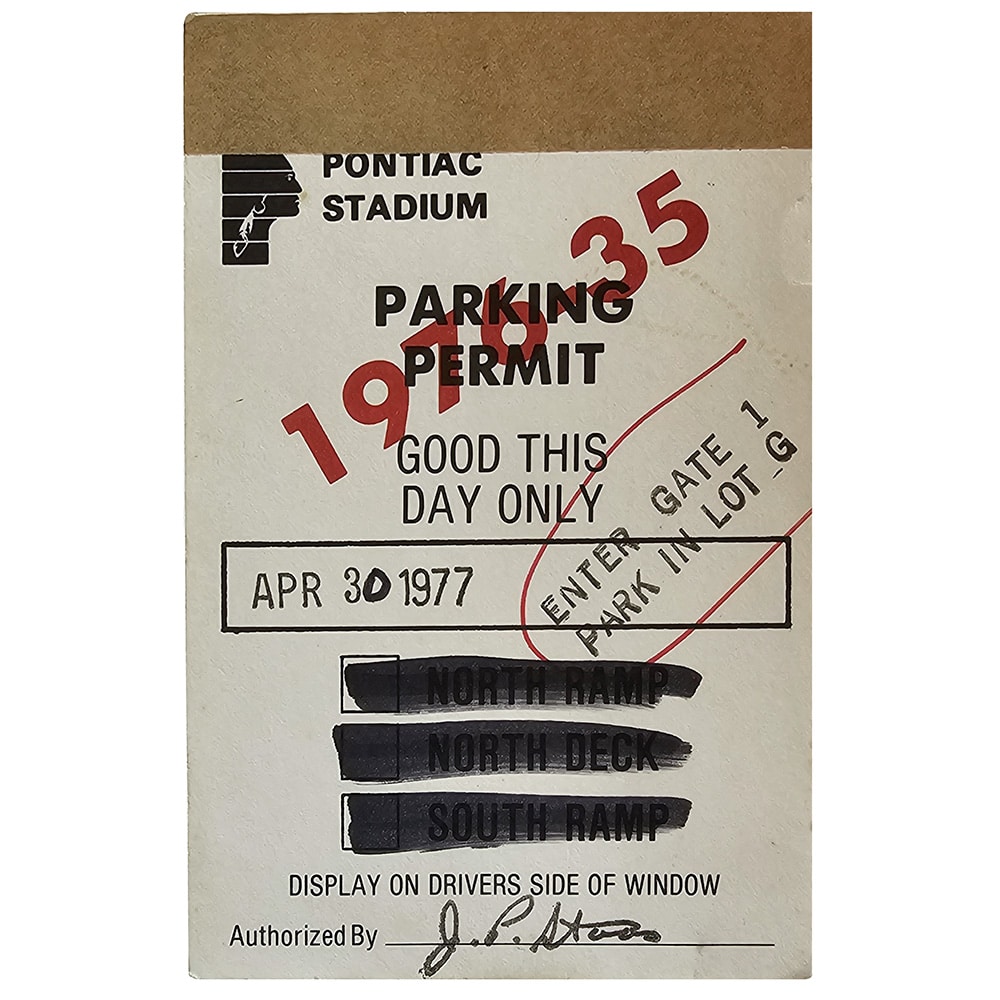 PONTIAC
STADIUM
1976-35
PARKING
PERMIT
GOOD THIS
DAY ONLY
ENTER GATE 1
PARK IN LOT G
APR 30 1977
NORTH RAMP
NORTH DECK
SOUTH RAMP
DISPLAY ON DRIVERS SIDE OF WINDOW
Authorized By J. P.